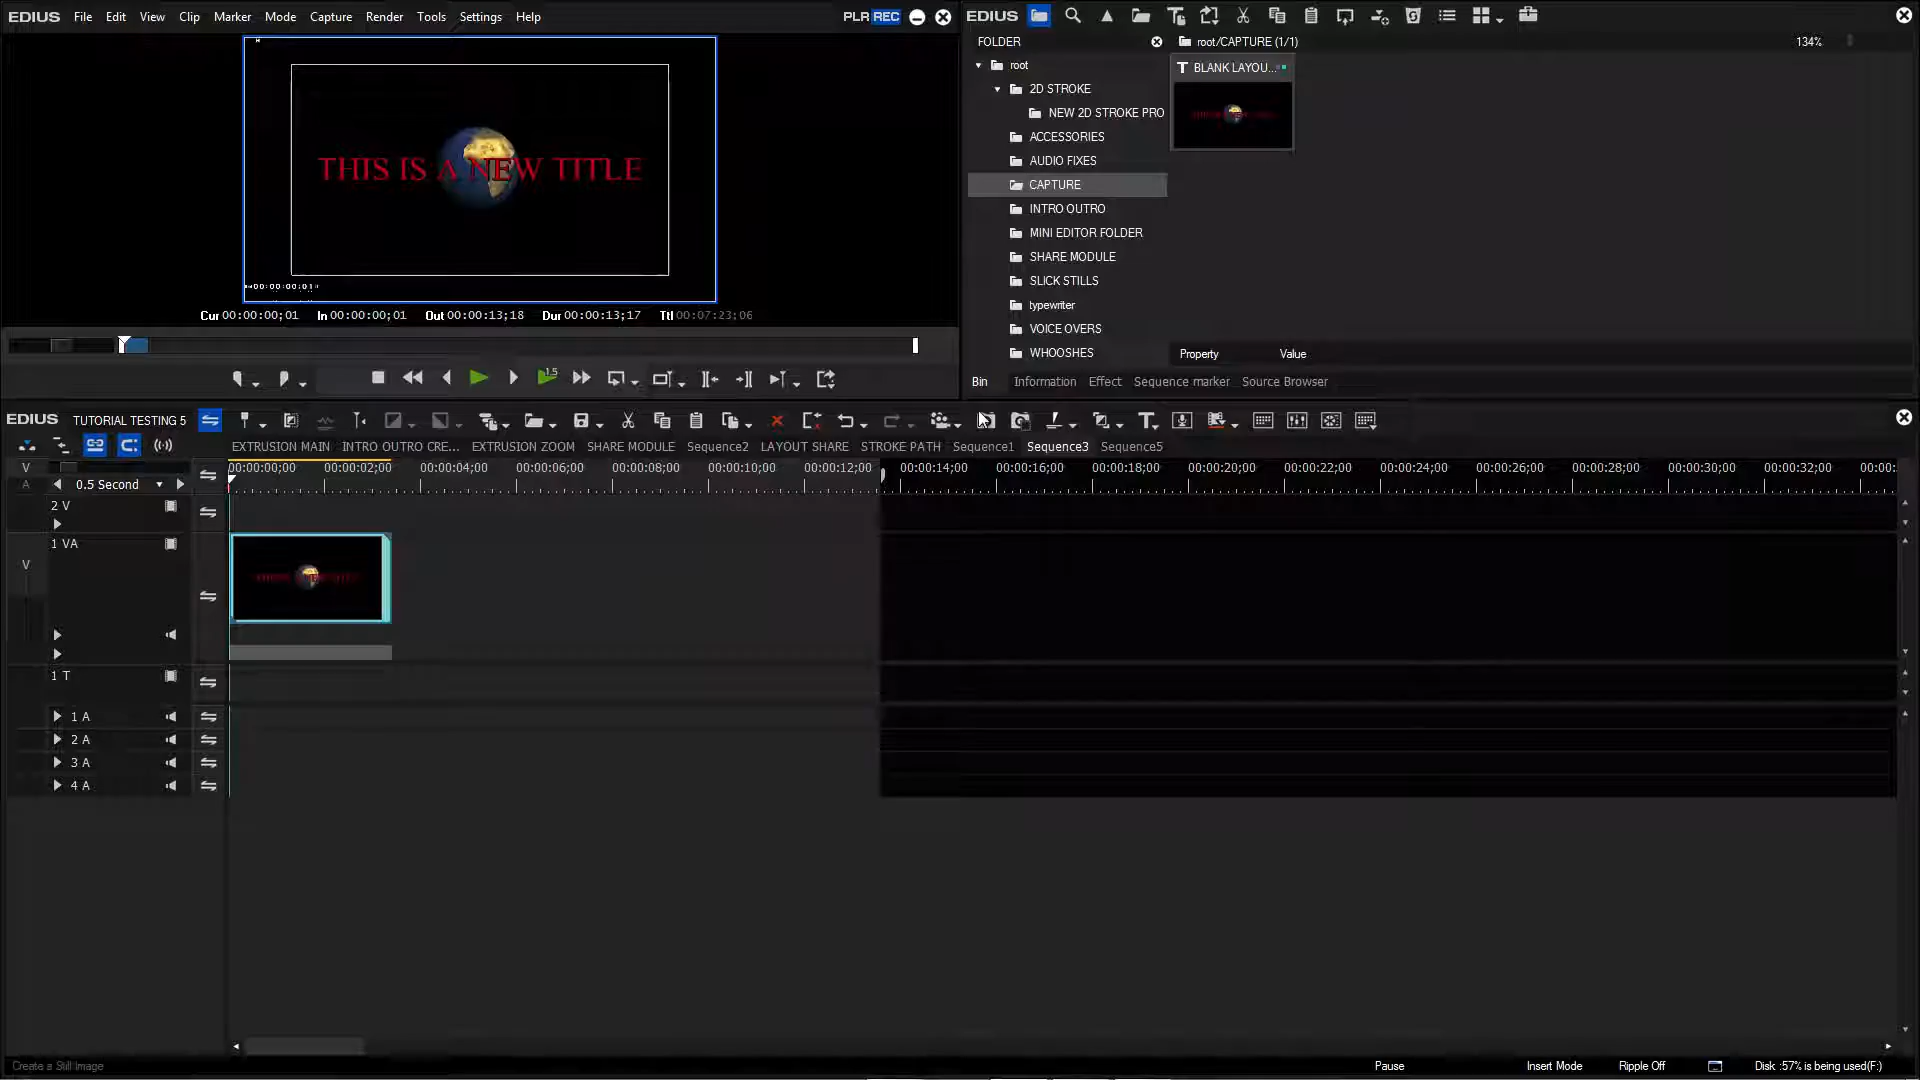 EDIUS File Edit View Clip Marker Mode Capture Render Tools Settings Help PLR REC
THIS IS A NEW TITLE
00:00:00;01
Cur 00:00:00;01 In 00:00:00;01 Out 00:00:13;18 Dur 00:00:13;17 Ttl 00:07:23;06
1.5
EDIUS
FOLDER
root/CAPTURE (1/1) 134%
root
2D STROKE
NEW 2D STROKE PRO
ACCESSORIES
AUDIO FIXES
CAPTURE
INTRO OUTRO
MINI EDITOR FOLDER
SHARE MODULE
SLICK STILLS
typewriter
VOICE OVERS
WHOOSHES
T BLANK LAYOU...
Property Value
Bin Information Effect Sequence marker Source Browser
EDIUS TUTORIAL TESTING 5
EXTRUSION MAIN INTRO OUTRO CRE... EXTRUSION ZOOM SHARE MODULE Sequence2 LAYOUT SHARE STROKE PATH Sequence1 Sequence3 Sequence5
V
A
0.5 Second
00:00:00;00 00:00:02;00 00:00:04;00 00:00:06;00 00:00:08;00 00:00:10;00 00:00:12;00 00:00:14;00 00:00:16;00 00:00:18;00 00:00:20;00 00:00:22;00 00:00:24;00 00:00:26;00 00:00:28;00 00:00:30;00 00:00:32;00 00:00:
2 V
1 VA
V
1 T
1 A
2 A
3 A
4 A
Create a Still Image Pause Insert Mode Ripple Off Disk :57% is being used(F:)